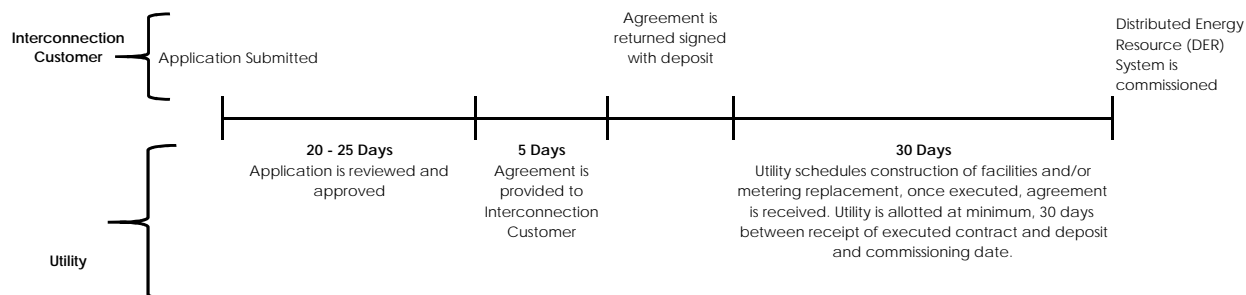 Interconnection
Customer
Application Submitted
Agreement is
returned signed
with deposit
Distributed Energy
Resource (DER)
System is
commissioned
20 - 25 Days
Application is reviewed and
approved
5 Days
Agreement is
provided to
Interconnection
Customer
30 Days
Utility schedules construction of facilities and/or
metering replacement, once executed, agreement
is received. Utility is allotted at minimum, 30 days
between receipt of executed contract and deposit
and commissioning date.
Utility